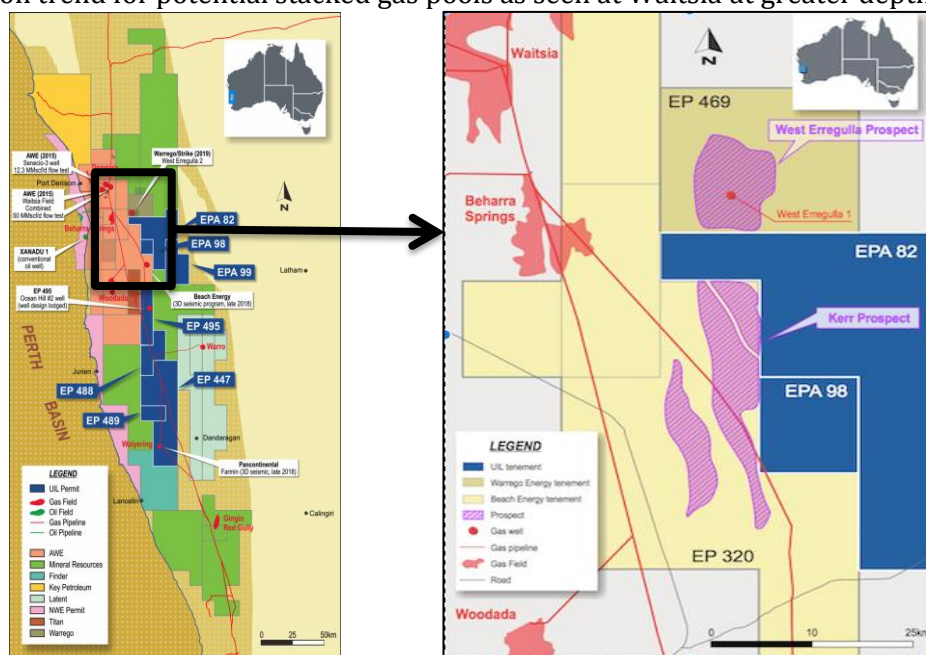 on trend for potential stacked gas pools as seen at Waitsia at greater depth
AWE (2015)
Senecio-3 well
12.3 MMscf/d flow test
Port Denison
AWE (2015)
Waitsia Field
Combined
50 MMscf/d flow test
Beharra Springs
XANADU 1
(conventional
oil well)
EP 495
Ocean Hill #2 well
(well design lodged)
Woodada
Warrego/Strike (2019)
West Erregulla 2
N
EPA 82
EPA 98
EPA 99
Latham
Beach Energy
(3D seismic program, late 2018)
EP 495
Warro
PERTH
BASIN
Jurien
EP 488
EP 447
EP 489
Dandaragan
Walyering
Pancontinental
Farmin (3D seismic, late 2018)
Lancelin
Calingiri
Gingin
Red Gully
LEGEND
UIL Permit
Gas Field
Oil Field
Gas Pipeline
Oil Pipeline
AWE
Mineral Resources
Finder
Key Petroleum
Latent
NWE Permit
Titan
Warrego
0 25 50km
Waitsia
N
EP 469
West Erregulla Prospect
West Erregulla 1
Beharra
Springs
EPA 82
Kerr Prospect
EPA 98
LEGEND
UIL tenement
Warrego Energy tenement
Beach Energy tenement
Prospect
Gas well
Gas pipeline
Gas Field
Road
EP 320
Woodada
0 10 25km